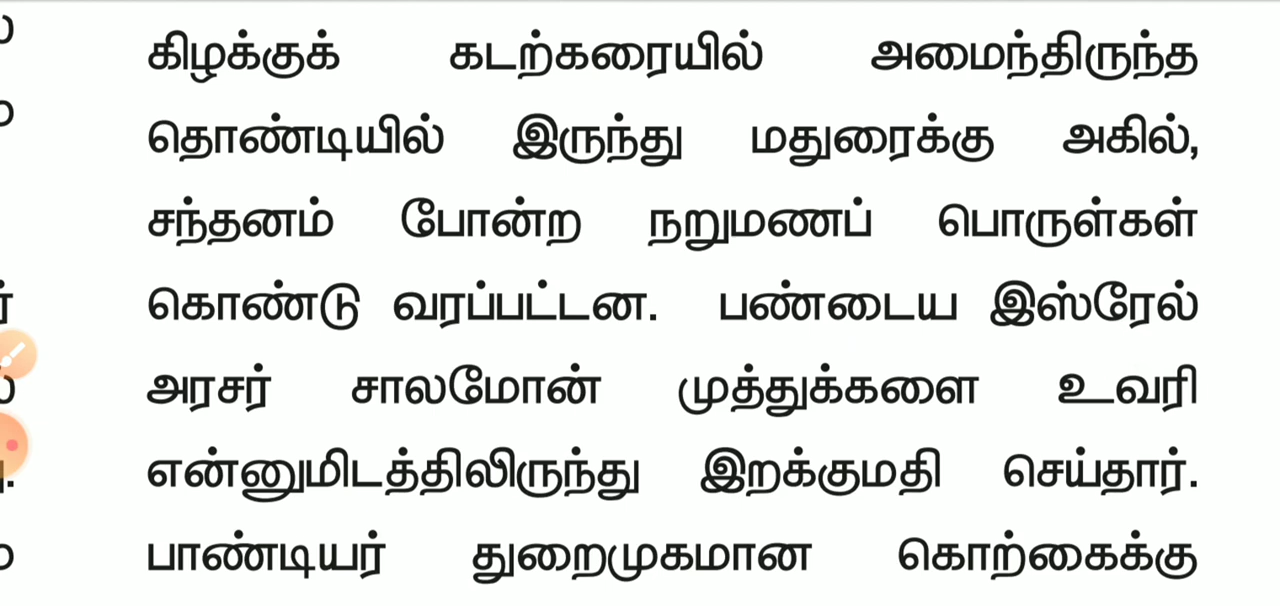 கிழக்குக் கடற்கரையில் அமைந்திருந்த
தொண்டியில் இருந்து மதுரைக்கு அகில்,
சந்தனம் போன்ற நறுமணப் பொருள்கள்
கொண்டு வரப்பட்டன. பண்டைய இஸ்ரேல்
அரசர் சாலமோன் முத்துக்களை உவரி
என்னுமிடத்திலிருந்து இறக்குமதி செய்தார்.
பாண்டியர் துறைமுகமான கொற்கைக்கு